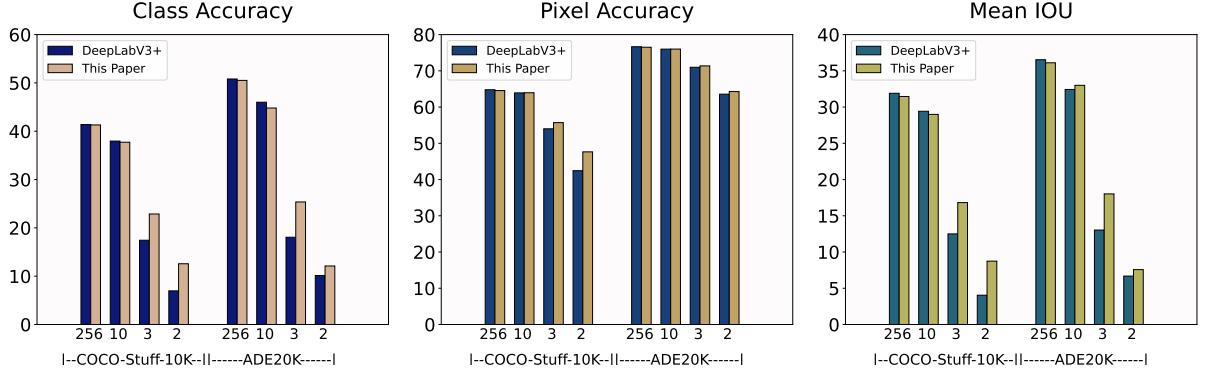 Class Accuracy
60
50
40
30
20
10
0
DeepLabV3+
This Paper
256 10 3 2 256 10 3 2
l--COCO-Stuff-10K--ll------ADE20K-----l
Pixel Accuracy
80
70
60
50
40
30
20
10
0
DeepLabV3+
This Paper
256 10 3 2 256 10 3 2
l--COCO-Stuff-10K--ll------ADE20K-----l
Mean IOU
40
35
30
25
20
15
10
5
0
DeepLabV3+
This Paper
256 10 3 2 256 10 3 2
l--COCO-Stuff-10K--ll------ADE20K------l